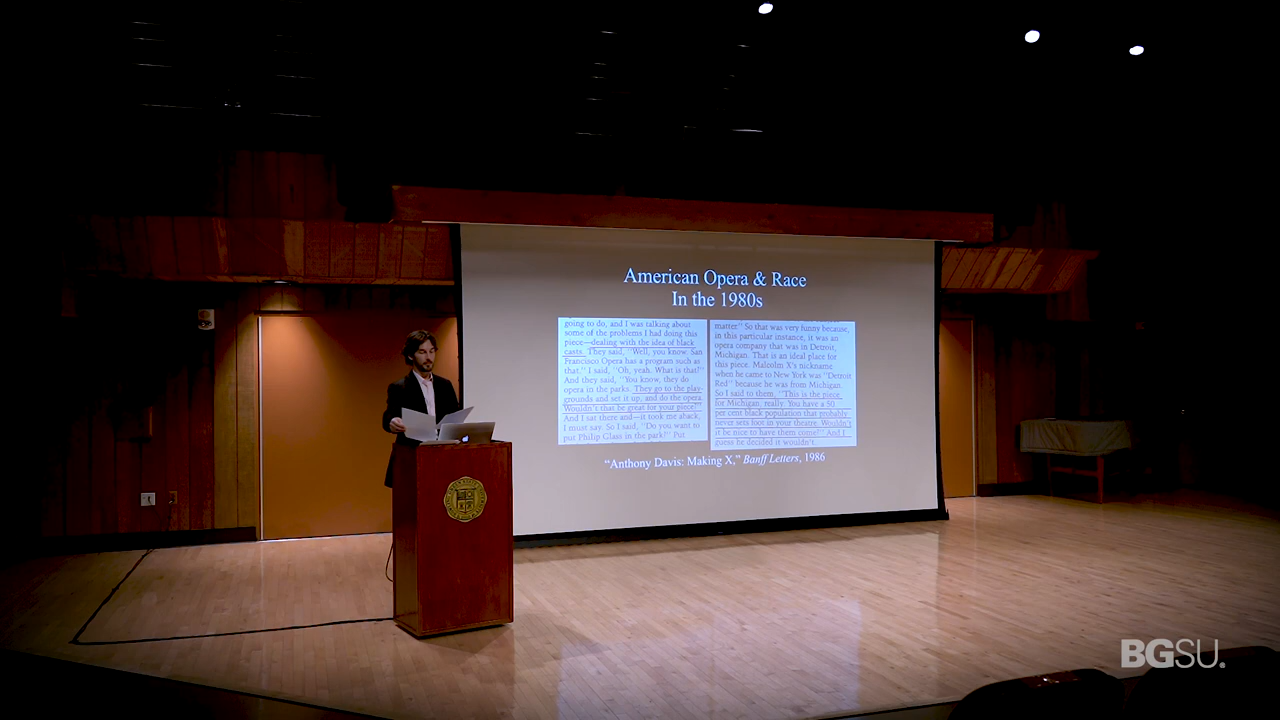 American Opera & Race
In the 1980s
going to do, and I was talking about
some of the problems I had doing this
piece—dealing with the idea of black
casts. They said, "Well, you know. San
Francisco Opera has a program such as
that." I said, "Oh, yeah. What is that?"
And they said, "You know, they do
opera in the parks. They go to the play-
grounds and set it up, and do the opera.
Wouldn't that be great for your piece?"
And I sat there and—it took me aback,
I must say. So I said, "Do you want to
put Philip Glass in the park?" Put
matter." So that was very funny because,
in this particular instance, it was an
opera company that was in Detroit,
Michigan. That is an ideal place for
this piece. Malcolm X's nickname
when he came to New York was "Detroit
Red" because he was from Michigan.
So I said to them, "This is the piece
for Michigan, really. You have a 50
per cent black population that probably
never sets foot in your theatre. Wouldn't
it be nice to have them come?" And I
guess he decided it wouldn't.
"Anthony Davis: Making X," Banff Letters, 1986
BGSU.